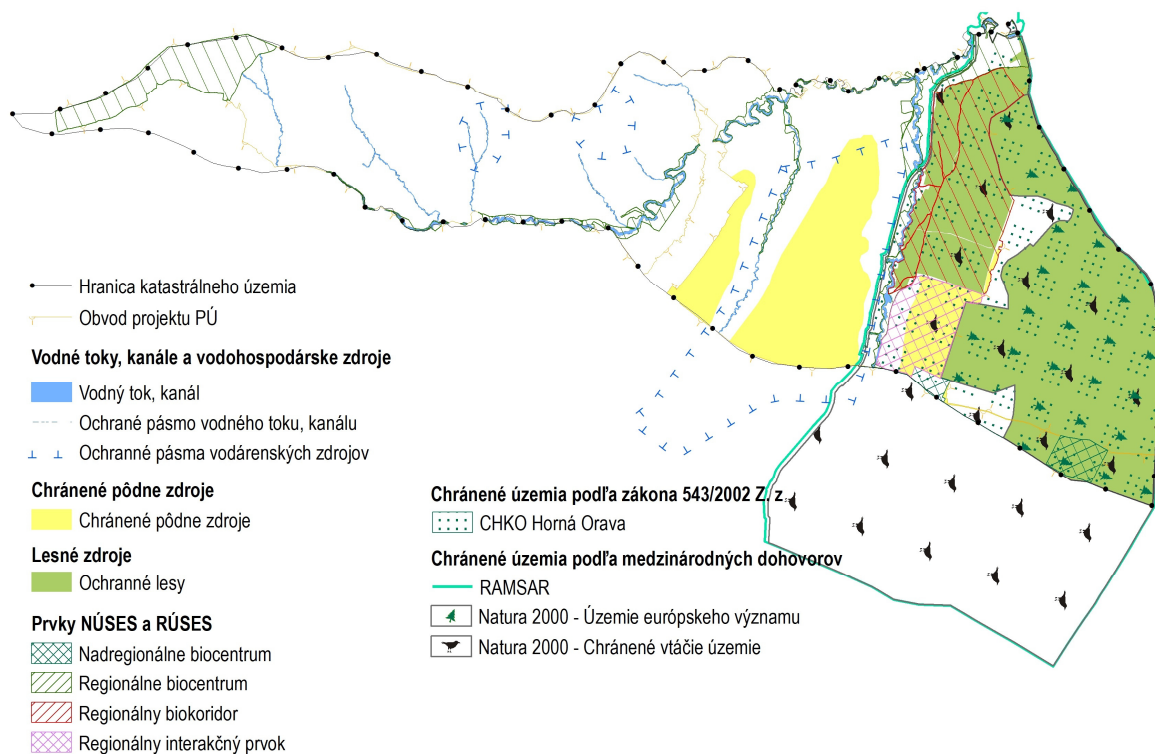 Hranica katastrálneho územia
Obvod projektu PÚ
Vodné toky, kanále a vodohospodárske zdroje
Vodný tok, kanál
Ochrané pásmo vodného toku, kanálu
Ochranné pásma vodárenských zdrojov
Chránené pôdne zdroje
Chránené pôdne zdroje
Lesné zdroje
Ochranné lesy
Prvky NÚSES a RÚSES
Nadregionálne biocentrum
Regionálne biocentrum
Regionálny biokoridor
Regionálny interakčný prvok
Chránené územia podľa zákona 543/2002 Z. z
CHKO Horná Orava
Chránené územia podľa medzinárodných dohovorov
RAMSAR
Natura 2000 - Územie európskeho významu
Natura 2000 - Chránené vtáčie územie